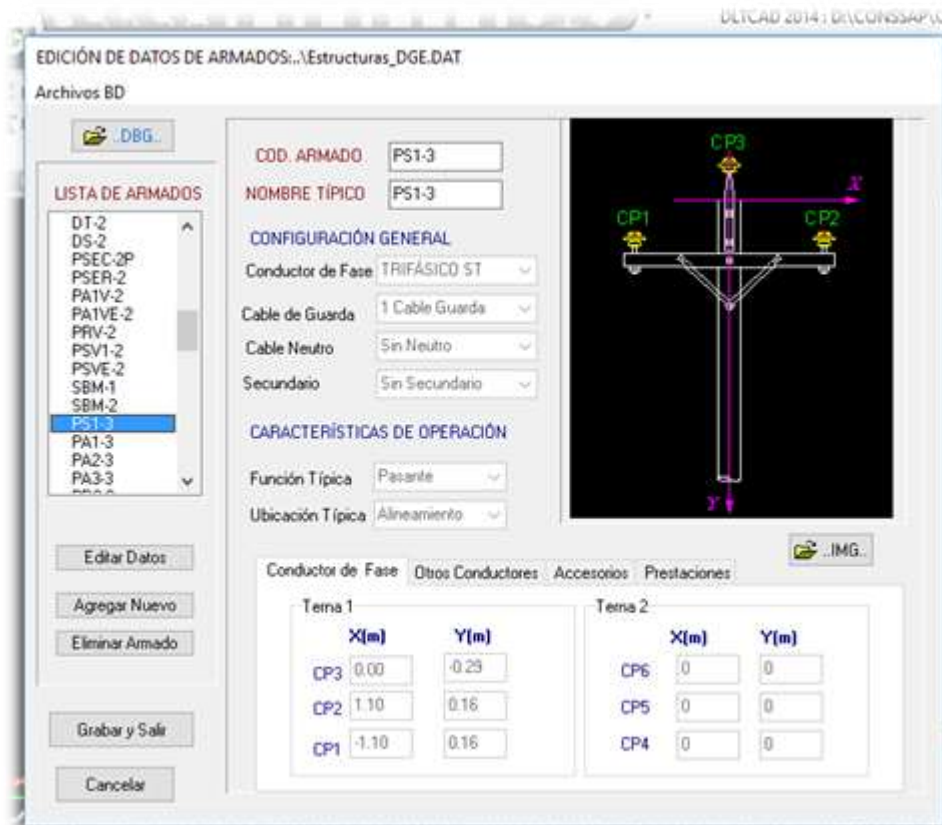 DLTCAD 2014 : D:\CONSSAP\
EDICIÓN DE DATOS DE ARMADOS:..\Estructuras_DGE.DAT
Archivos BD
..DBG..
LISTA DE ARMADOS
DT-2
DS-2
PSEC-2P
PSER-2
PA1V-2
PA1VE-2
PRV-2
PSV1-2
PSVE-2
SBM-1
SBM-2
PS1-3
PA1-3
PA2-3
PA3-3
Editar Datos
Agregar Nuevo
Eliminar Armado
Grabar y Salir
Cancelar
COD. ARMADO PS1-3
NOMBRE TÍPICO PS1-3
CONFIGURACIÓN GENERAL
Conductor de Fase TRIFÁSICO ST
Cable de Guarda 1 Cable Guarda
Cable Neutro Sin Neutro
Secundario Sin Secundario
CARACTERÍSTICAS DE OPERACIÓN
Función Típica Pasante
Ubicación Típica Alineamiento
CP3
X
CP1 CP2
Y
..IMG..
Conductor de Fase Otros Conductores Accesorios Prestaciones
Terna 1
X(m) Y(m)
CP3 0.00 -0.29
CP2 1.10 0.16
CP1 -1.10 0.16
Terna 2
X(m) Y(m)
CP6 0 0
CP5 0 0
CP4 0 0